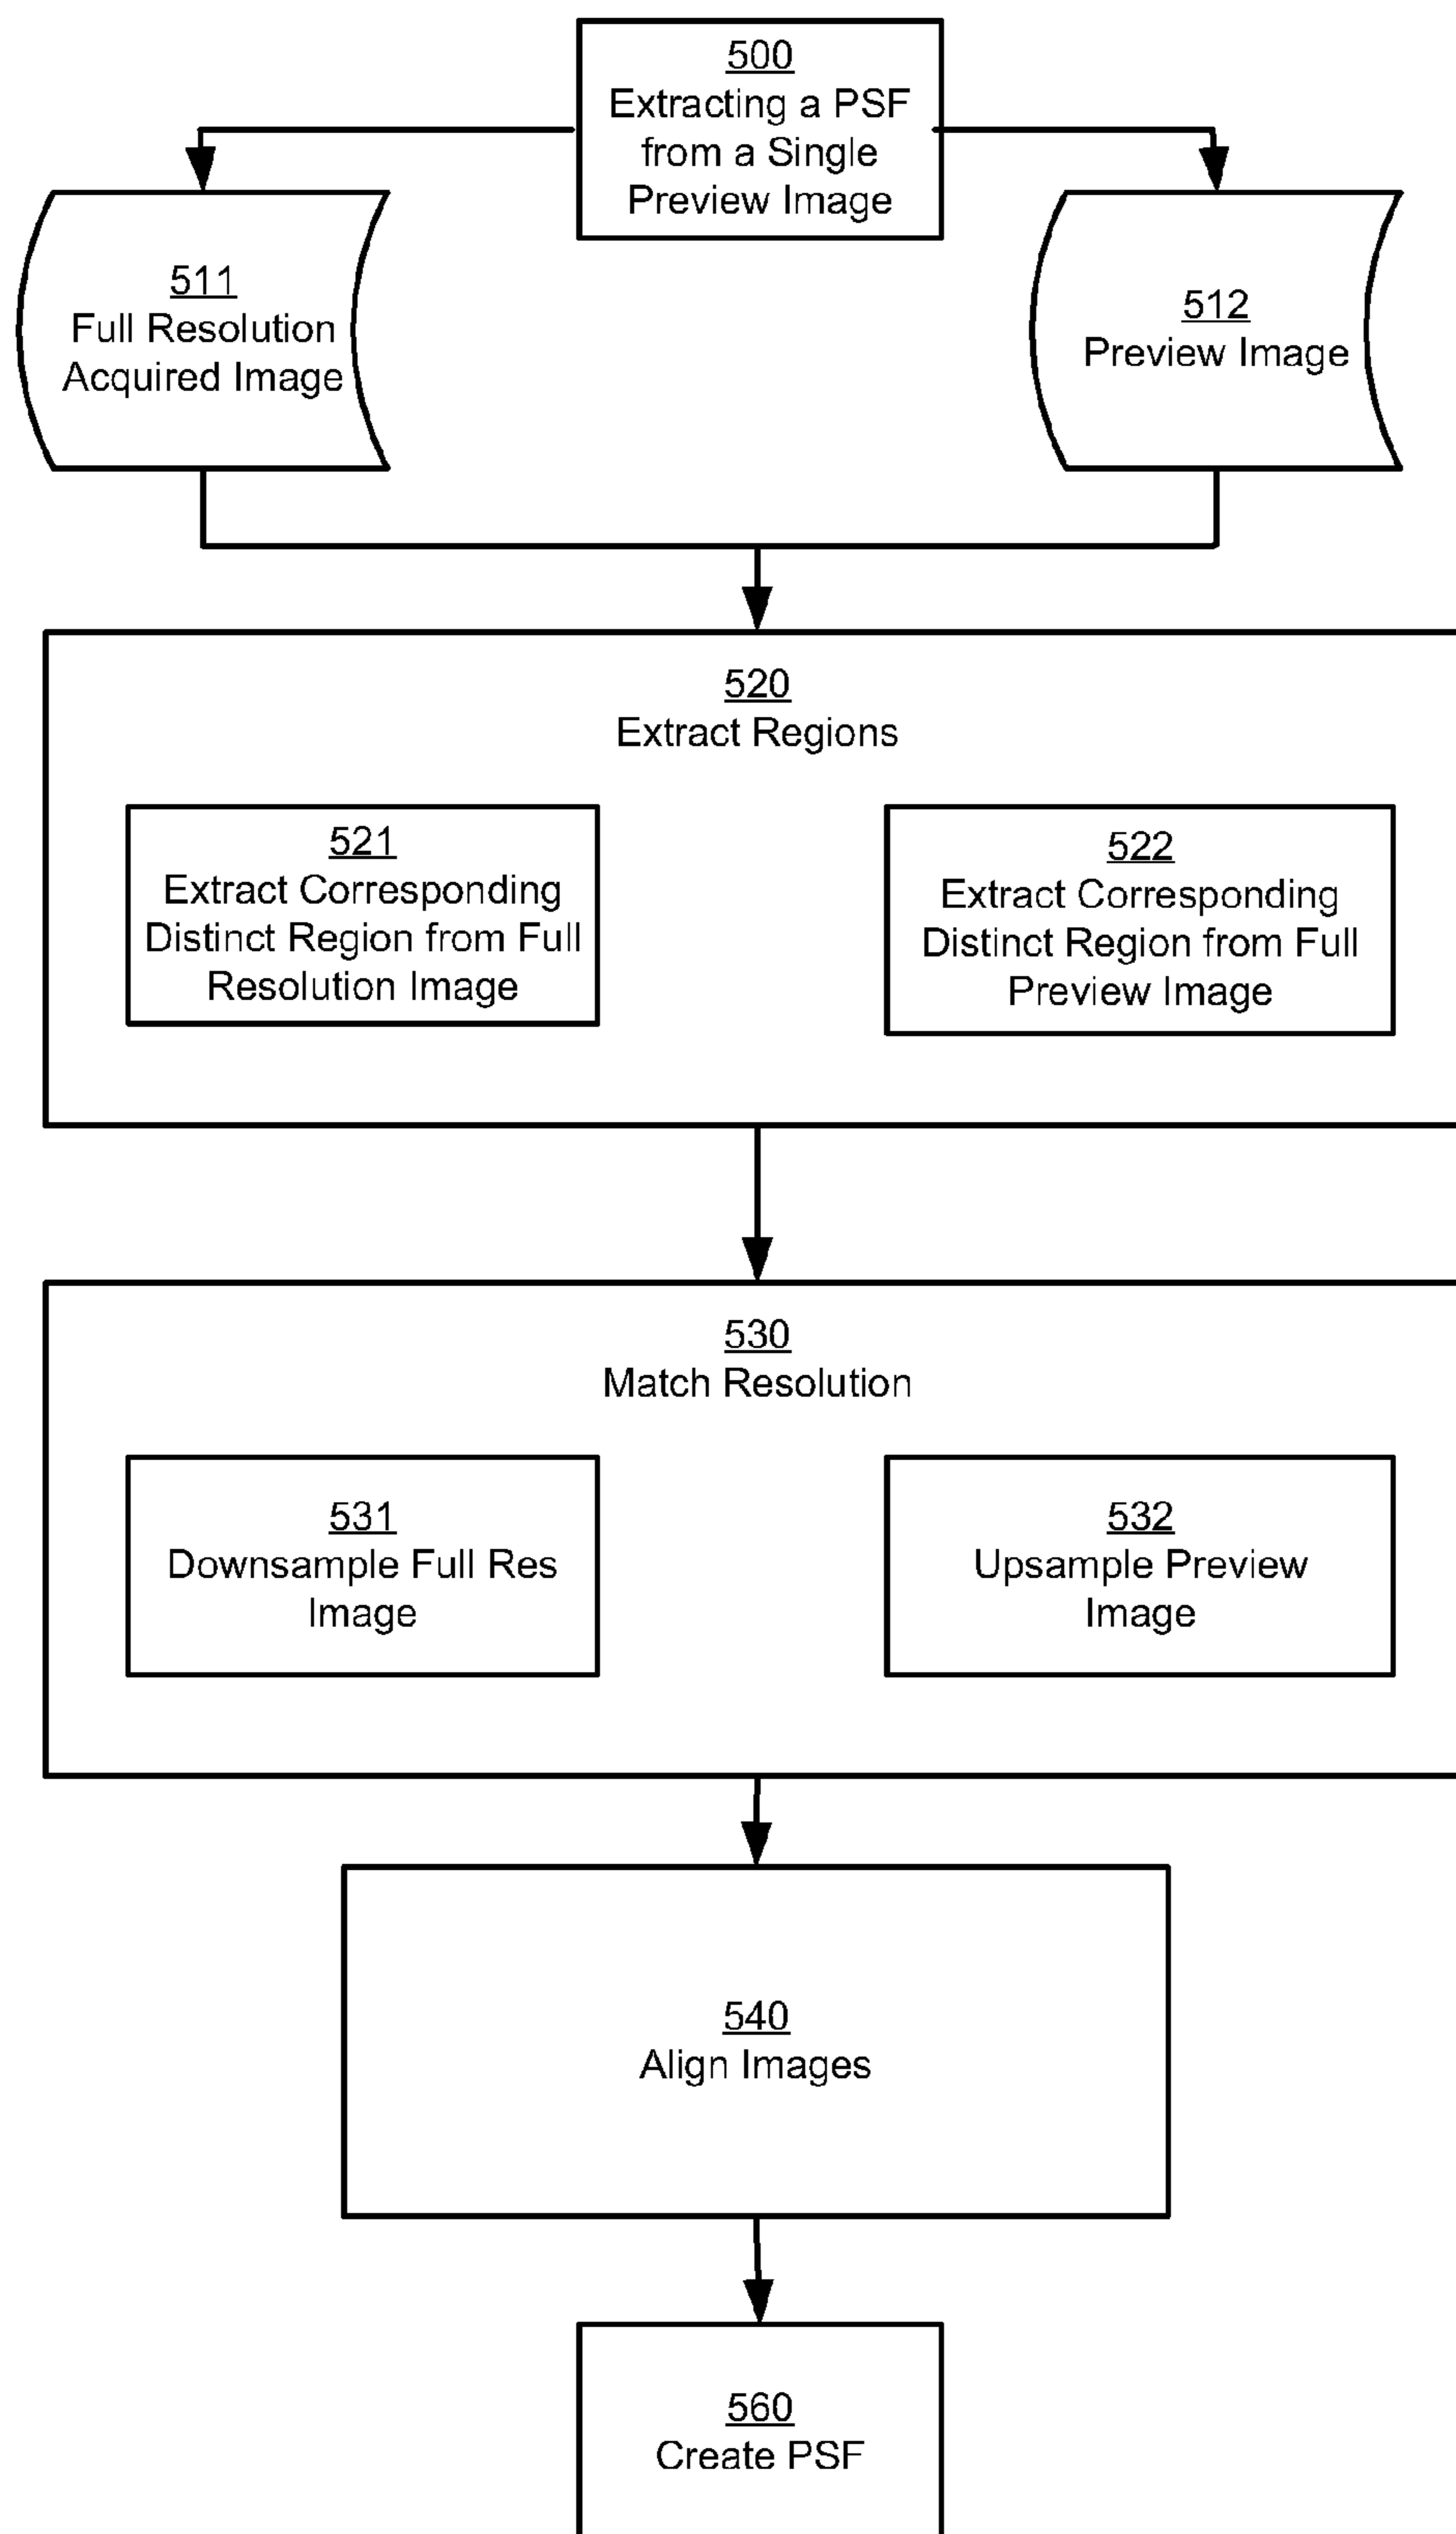 500
Extracting a PSF
from a Single
Preview Image
511
Full Resolution
Acquired Image
512
Preview Image
520
Extract Regions
521
Extract Corresponding
Distinct Region from Full
Resolution Image
522
Extract Corresponding
Distinct Region from Full
Preview Image
530
Match Resolution
531
Downsample Full Res
Image
532
Upsample Preview
Image
540
Align Images
560
Create PSF